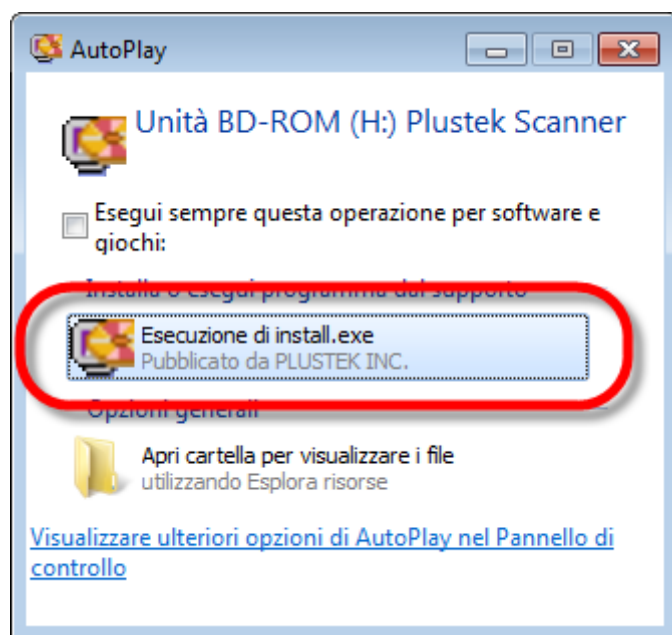 AutoPlay
Unità BD-ROM (H:) Plustek Scanner
Esegui sempre questa operazione per software e
giochi:
Installa o esegui programma dal supporto
Esecuzione di install.exe
Pubblicato da PLUSTEK INC.
Opzioni generali
Apri cartella per visualizzare i file
utilizzando Esplora risorse
Visualizzare ulteriori opzioni di AutoPlay nel Pannello di
controllo